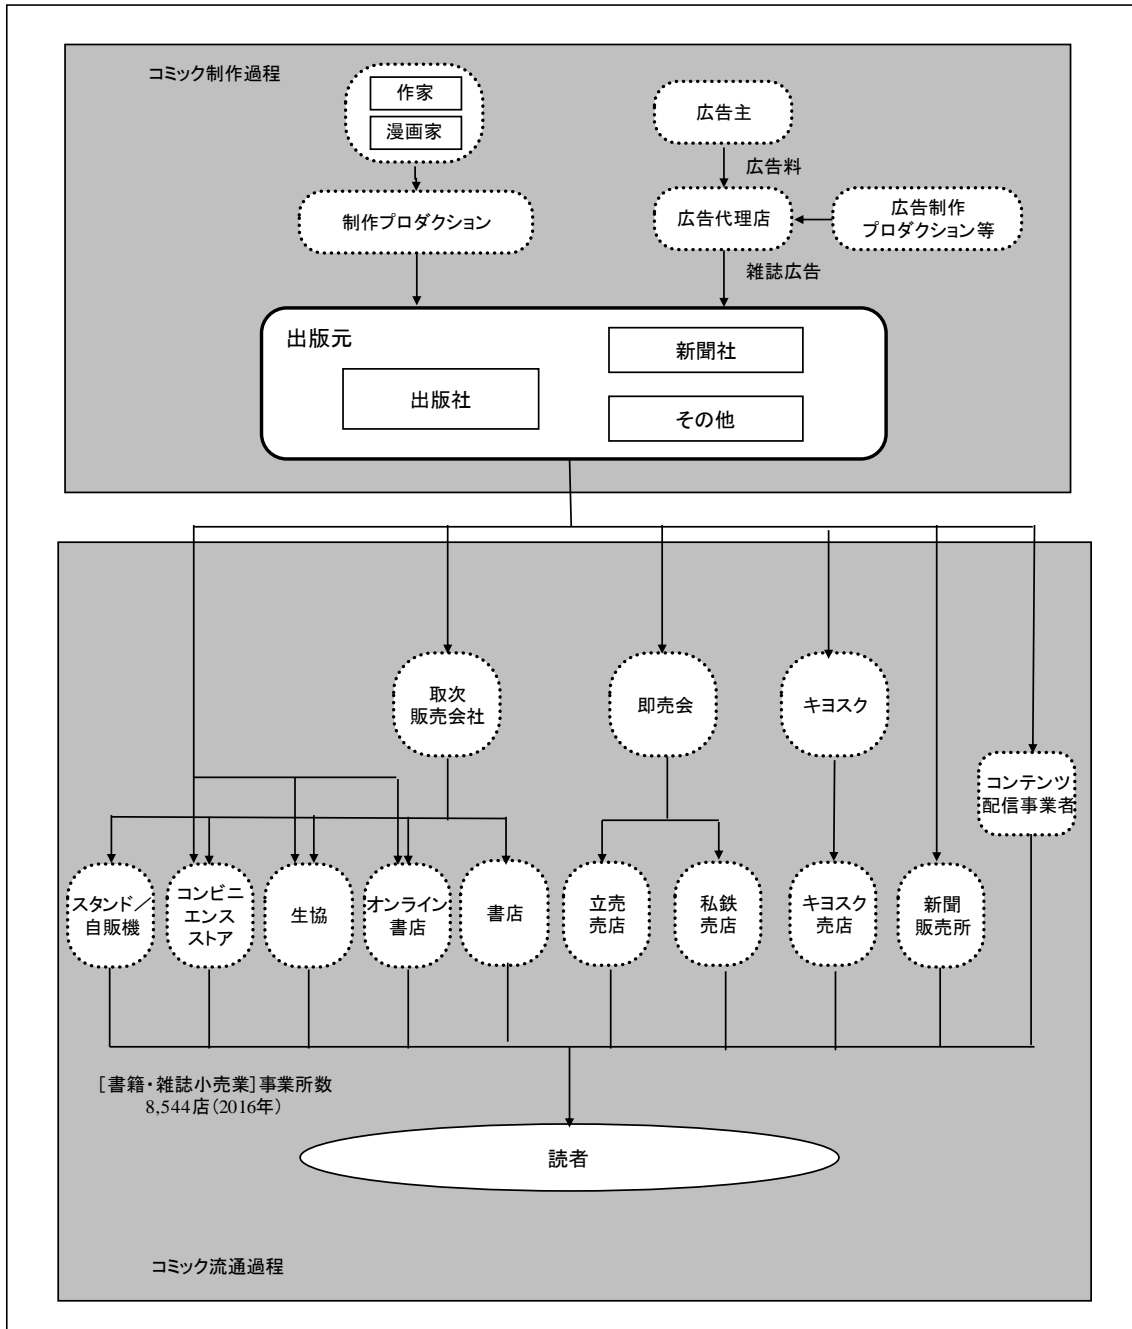 コミック制作過程
作家
漫画家
広告主
広告料
制作プロダクション
広告代理店
広告制作
プロダクション等
雑誌広告
出版元
新聞社
出版社
その他
取次
販売会社
即売会
キヨスク
コンテンツ
配信事業者
スタンド／
自販機
コンビニ
エンス
ストア
生協
オンライン
書店
書店
立売
売店
私鉄
売店
キヨスク
売店
新聞
販売所
［書籍・雑誌小売業］事業所数
8,544店（2016年）
読者
コミック流通過程